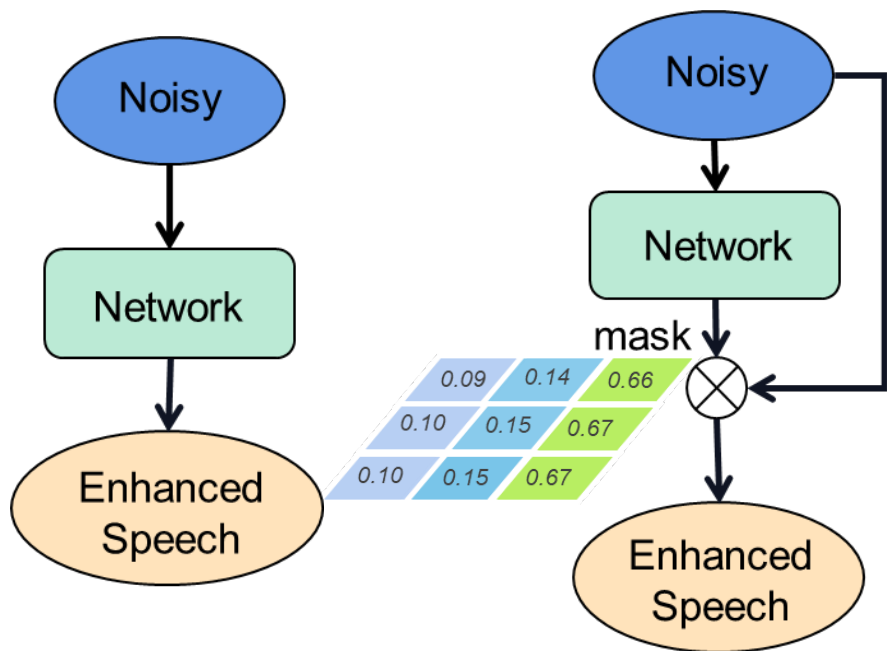 Noisy
Network
Enhanced
Speech
Noisy
Network
mask
0.09 0.14 0.66
0.10 0.15 0.67
0.10 0.15 0.67
Enhanced
Speech